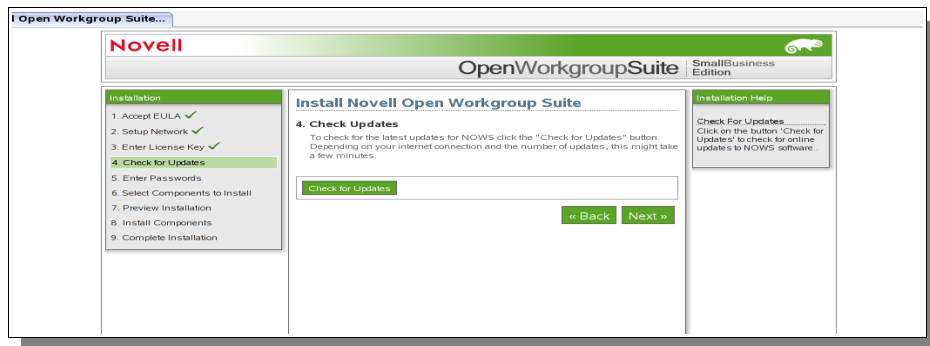 l Open Workgroup Suite...
Novell
OpenWorkgroupSuite
SmallBusiness
Edition
Installation
1. Accept EULA
2. Setup Network
3. Enter License Key
4. Check for Updates
5. Enter Passwords
6. Select Components to Install
7. Preview Installation
8. Install Components
9. Complete Installation
Install Novell Open Workgroup Suite
4. Check Updates
To check for the latest updates for NOWS click the "Check for Updates" button.
Depending on your internet connection and the number of updates, this might take
a few minutes.
Check for Updates
« Back
Next »
Installation Help
Check For Updates
Click on the button 'Check for
Updates' to check for online
updates to NOWS software..